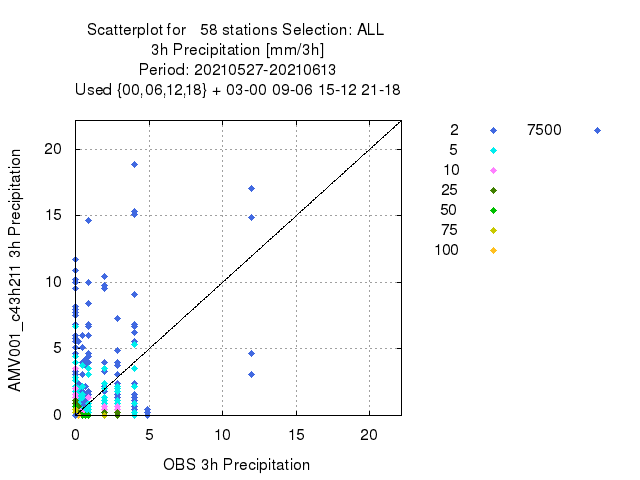 Scatterplot for   58 stations Selection: ALL
3h Precipitation [mm/3h]
Period: 20210527-20210613
Used {00,06,12,18} + 03-00 09-06 15-12 21-18
AMV001_c43h211 3h Precipitation
20
15
10
5
0
0 5 10 15 20
OBS 3h Precipitation
2 7500
5
10
25
50
75
100